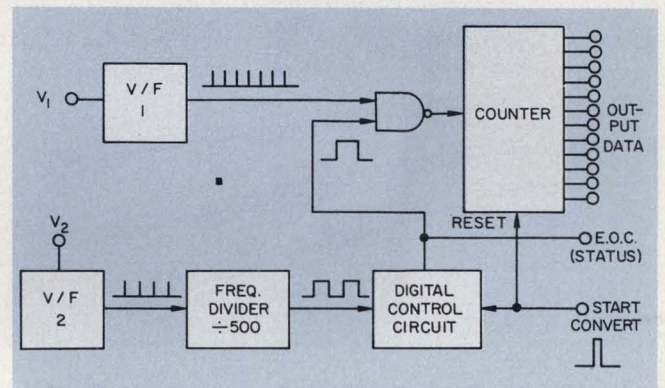 V1
V / F
1
COUNTER
OUT-
PUT
DATA
RESET
E.O.C.
(STATUS)
V2
V / F
2
FREQ.
DIVIDER
÷500
DIGITAL
CONTROL
CIRCUIT
START
CONVERT